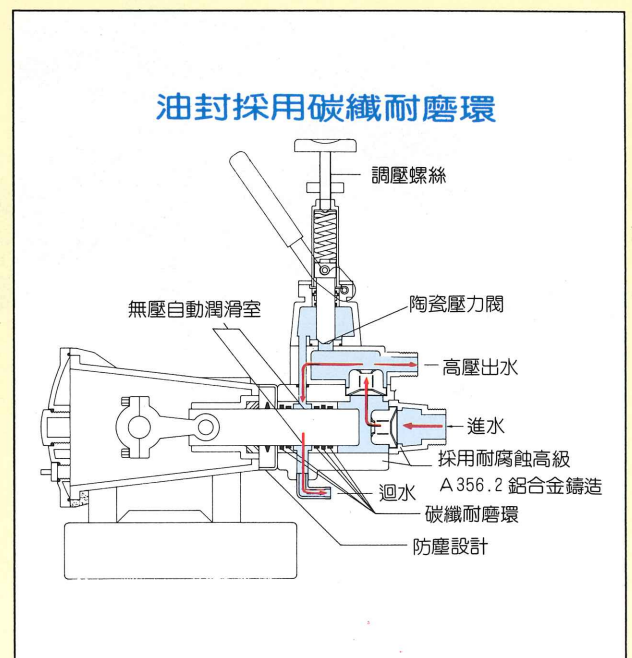 油封採用碳纖耐磨環
調壓螺絲
無壓自動潤滑室
陶瓷壓力閥
高壓出水
進水
採用耐腐蝕高級
A356.2鋁合金鑄造
迴水
碳纖耐磨環
防塵設計